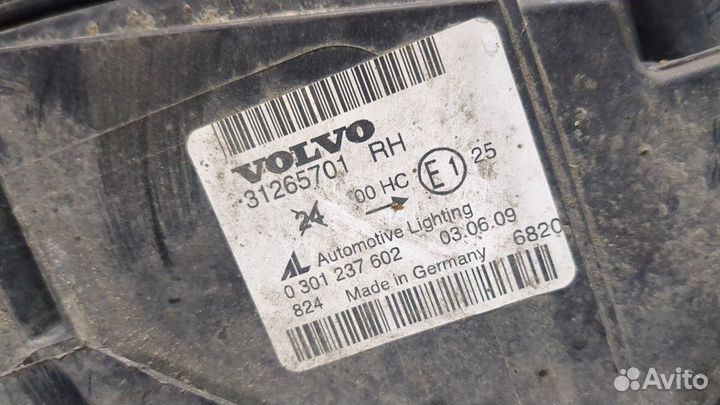 VOLVO
31265701 RH
24 00 HC E1 25
AL Automotive Lighting
0 301 237 602 03.06.09
824 Made in Germany 6820
Avito